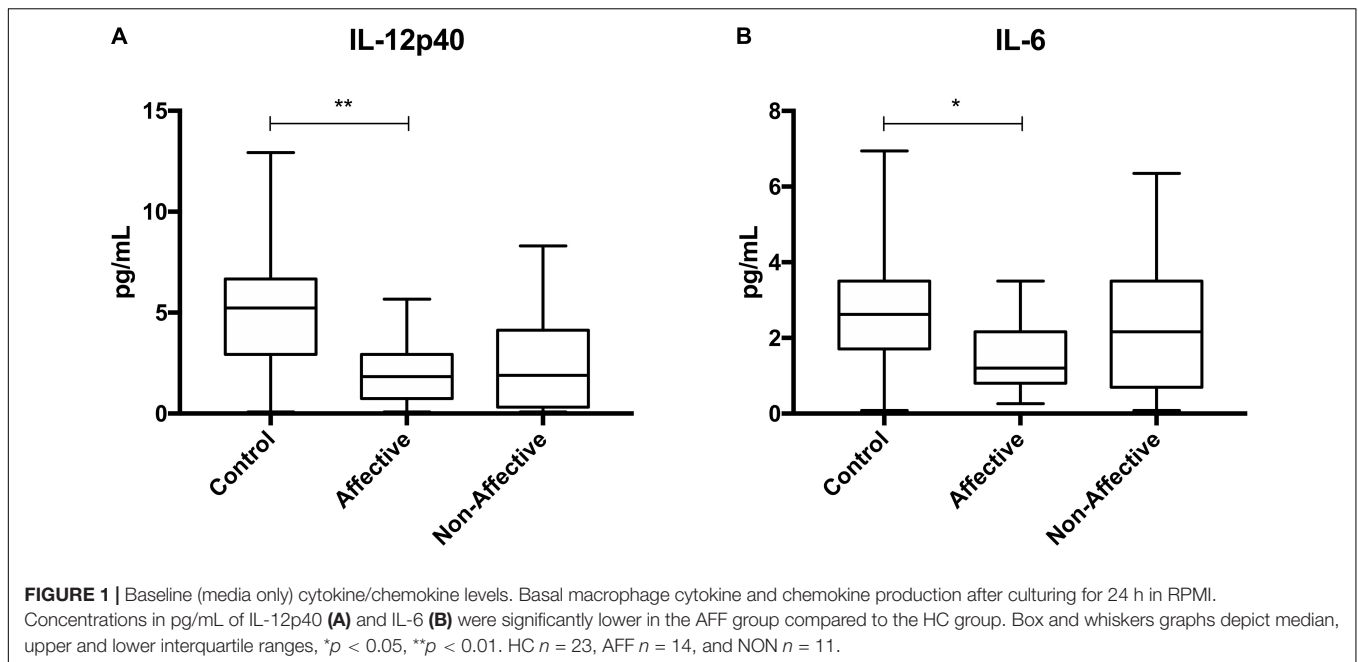 A IL-12p40
**
15
10
5
0
pg/mL
Control
Affective
Non-Affective
B IL-6
*
8
6
4
2
0
pg/mL
Control
Affective
Non-Affective
FIGURE 1 | Baseline (media only) cytokine/chemokine levels. Basal macrophage cytokine and chemokine production after culturing for 24 h in RPMI.
Concentrations in pg/mL of IL-12p40 (A) and IL-6 (B) were significantly lower in the AFF group compared to the HC group. Box and whiskers graphs depict median,
upper and lower interquartile ranges, *p < 0.05, **p < 0.01. HC n = 23, AFF n = 14, and NON n = 11.